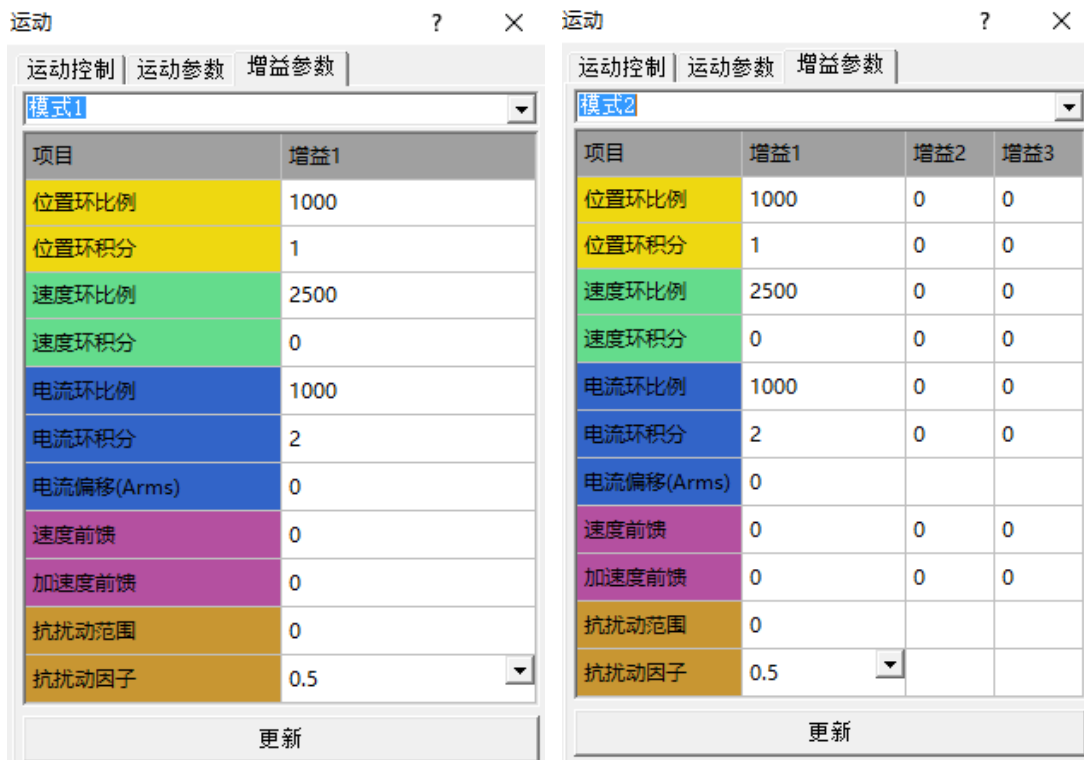 运动 ? ×
运动控制 运动参数 增益参数
模式1
项目 增益1
位置环比例 1000
位置环积分 1
速度环比例 2500
速度环积分 0
电流环比例 1000
电流环积分 2
电流偏移(Arms) 0
速度前馈 0
加速度前馈 0
抗扰动范围 0
抗扰动因子 0.5
更新
运动 ? ×
运动控制 运动参数 增益参数
模式2
项目 增益1 增益2 增益3
位置环比例 1000 0 0
位置环积分 1 0 0
速度环比例 2500 0 0
速度环积分 0 0 0
电流环比例 1000 0 0
电流环积分 2 0 0
电流偏移(Arms) 0
速度前馈 0 0 0
加速度前馈 0 0 0
抗扰动范围 0
抗扰动因子 0.5
更新